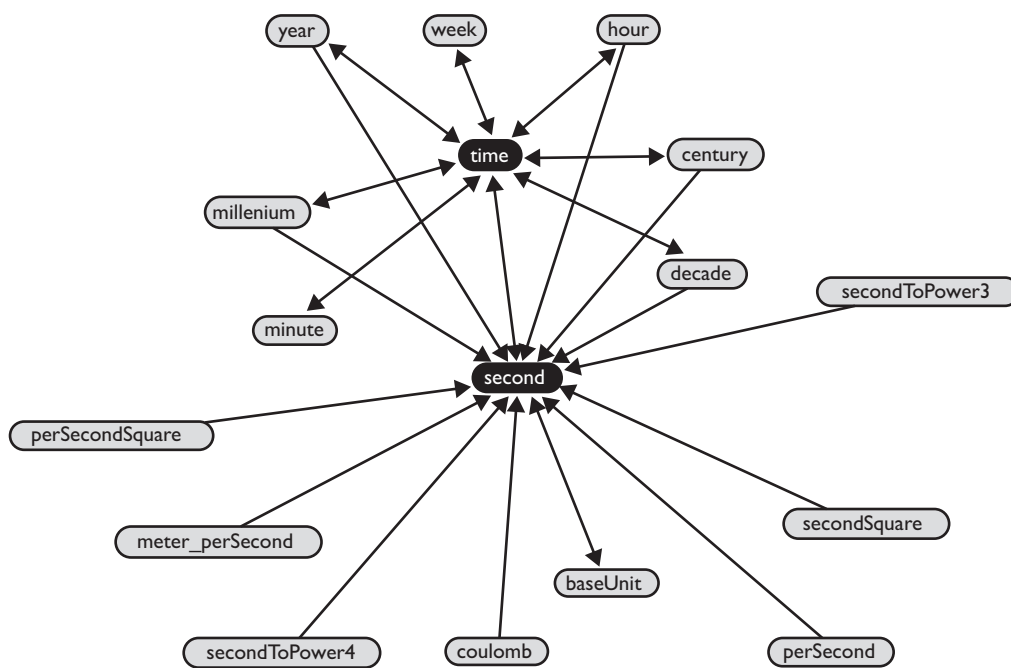 year
week
hour
time
century
millenium
decade
secondToPower3
minute
second
perSecondSquare
secondSquare
meter_perSecond
baseUnit
secondToPower4
coulomb
perSecond